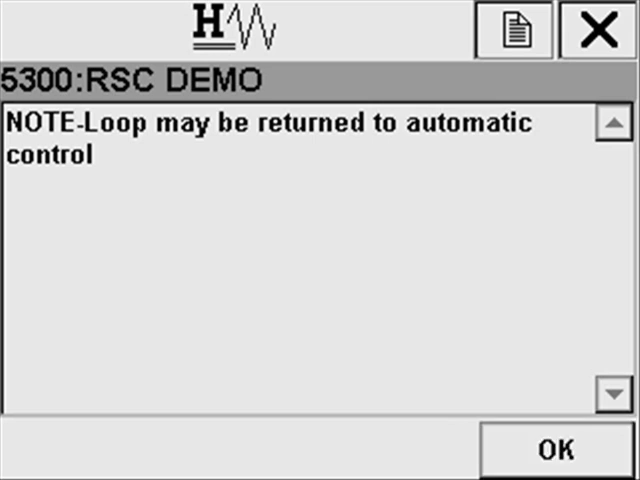 H
5300:RSC DEMO
NOTE-Loop may be returned to automatic
control
OK